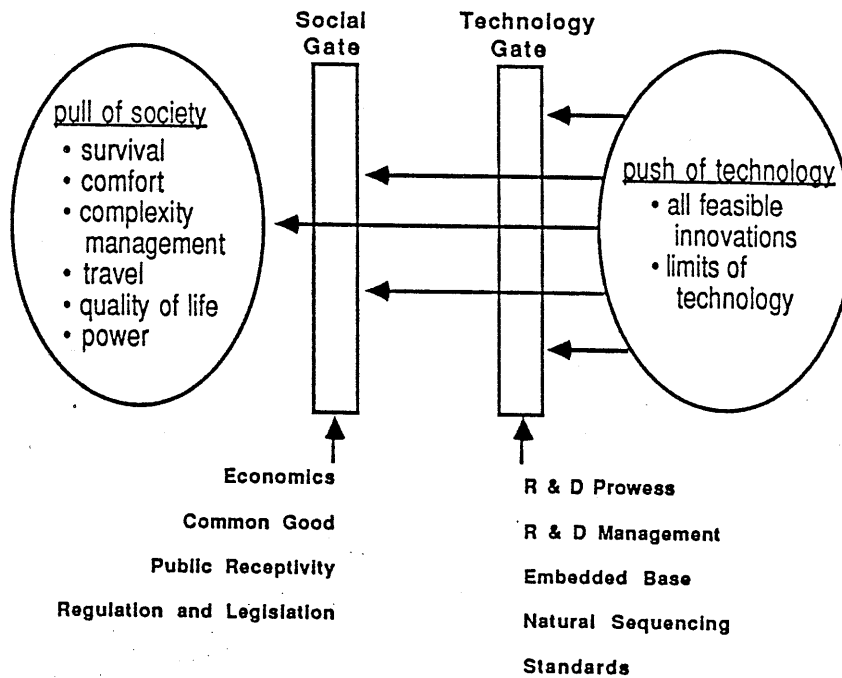 Social
Gate
Technology
Gate
pull of society
• survival
• comfort
• complexity
management
• travel
• quality of life
• power
push of technology
• all feasible
innovations
• limits of
technology
Economics
Common Good
Public Receptivity
Regulation and Legislation
R & D Prowess
R & D Management
Embedded Base
Natural Sequencing
Standards